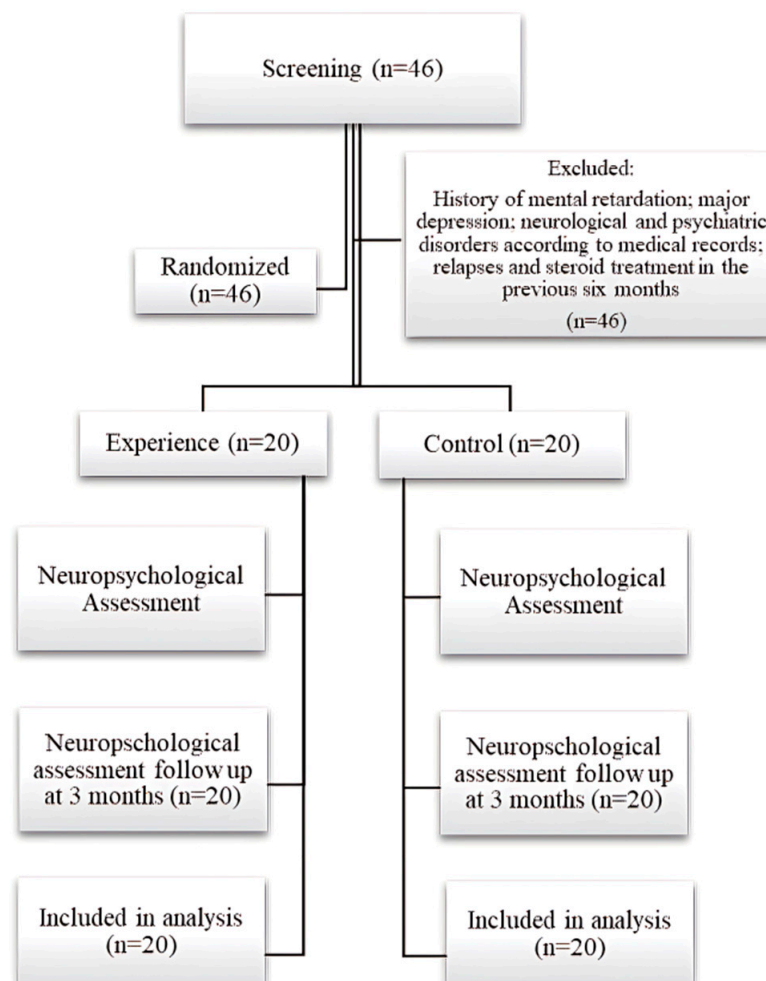 Screening (n=46)
Excluded:
History of mental retardation; major
depression; neurological and psychiatric
disorders according to medical records;
relapses and steroid treatment in the
previous six months
(n=46)
Randomized
(n=46)
Experience (n=20)
Control (n=20)
Neuropsychological
Assessment
Neuropsychological
Assessment
Neuropschological
assessment follow up
at 3 months (n=20)
Neuropschological
assessment follow up
at 3 months (n=20)
Included in analysis
(n=20)
Included in analysis
(n=20)